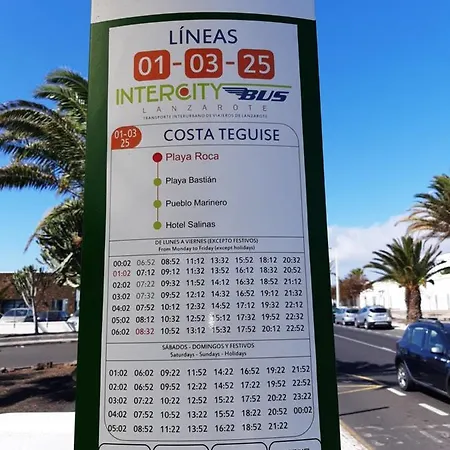 LÍNEAS
01-03-25
INTERCITY BUS
LANZAROTE
TRANSPORTE INTERURBANO DE VIAJEROS DE LANZAROTE
01-03
25
COSTA TEGUISE
Playa Roca
Playa Bastián
Pueblo Marinero
Hotel Salinas
DE LUNES A VIERNES (EXCEPTO FESTIVOS)
From Monday to Friday (except holidays)
00:02 06:52 08:52 11:12 13:32 15:52 18:12 20:32
01:02 07:12 09:12 11:32 13:52 16:12 18:32 20:52
02:02 07:22 09:32 11:52 14:12 16:32 18:52 21:12
03:02 07:32 09:52 12:12 14:32 16:52 19:12 21:32
04:02 07:52 10:12 12:32 14:52 17:12 19:32 21:52
05:02 08:12 10:32 12:52 15:12 17:32 19:52 22:12
06:02 08:32 10:52 13:12 15:32 17:52 20:12 22:52
SÁBADOS - DOMINGOS Y FESTIVOS
Saturdays - Sundays - Holidays
01:02 06:22 09:22 11:52 14:22 16:52 19:22 21:52
02:02 06:52 09:52 12:22 14:52 17:22 19:52 22:22
03:02 07:22 10:22 12:52 15:22 17:52 20:22 22:52
04:02 07:52 10:52 13:22 15:52 18:22 20:52 00:02
05:02 08:52 11:22 13:52 16:22 18:52 21:22